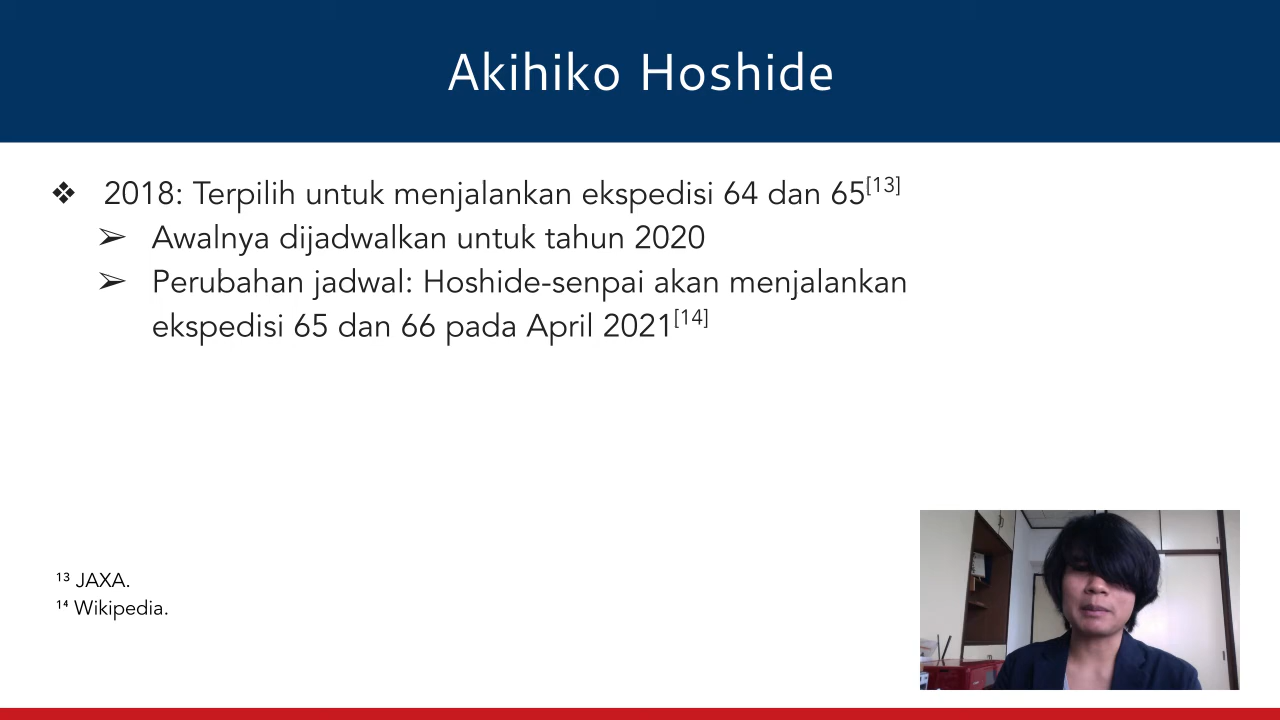 Akihiko Hoshide
❖ 2018: Terpilih untuk menjalankan ekspedisi 64 dan 65[13]
➢ Awalnya dijadwalkan untuk tahun 2020
➢ Perubahan jadwal: Hoshide-senpai akan menjalankan
ekspedisi 65 dan 66 pada April 2021[14]
¹³ JAXA.
¹⁴ Wikipedia.